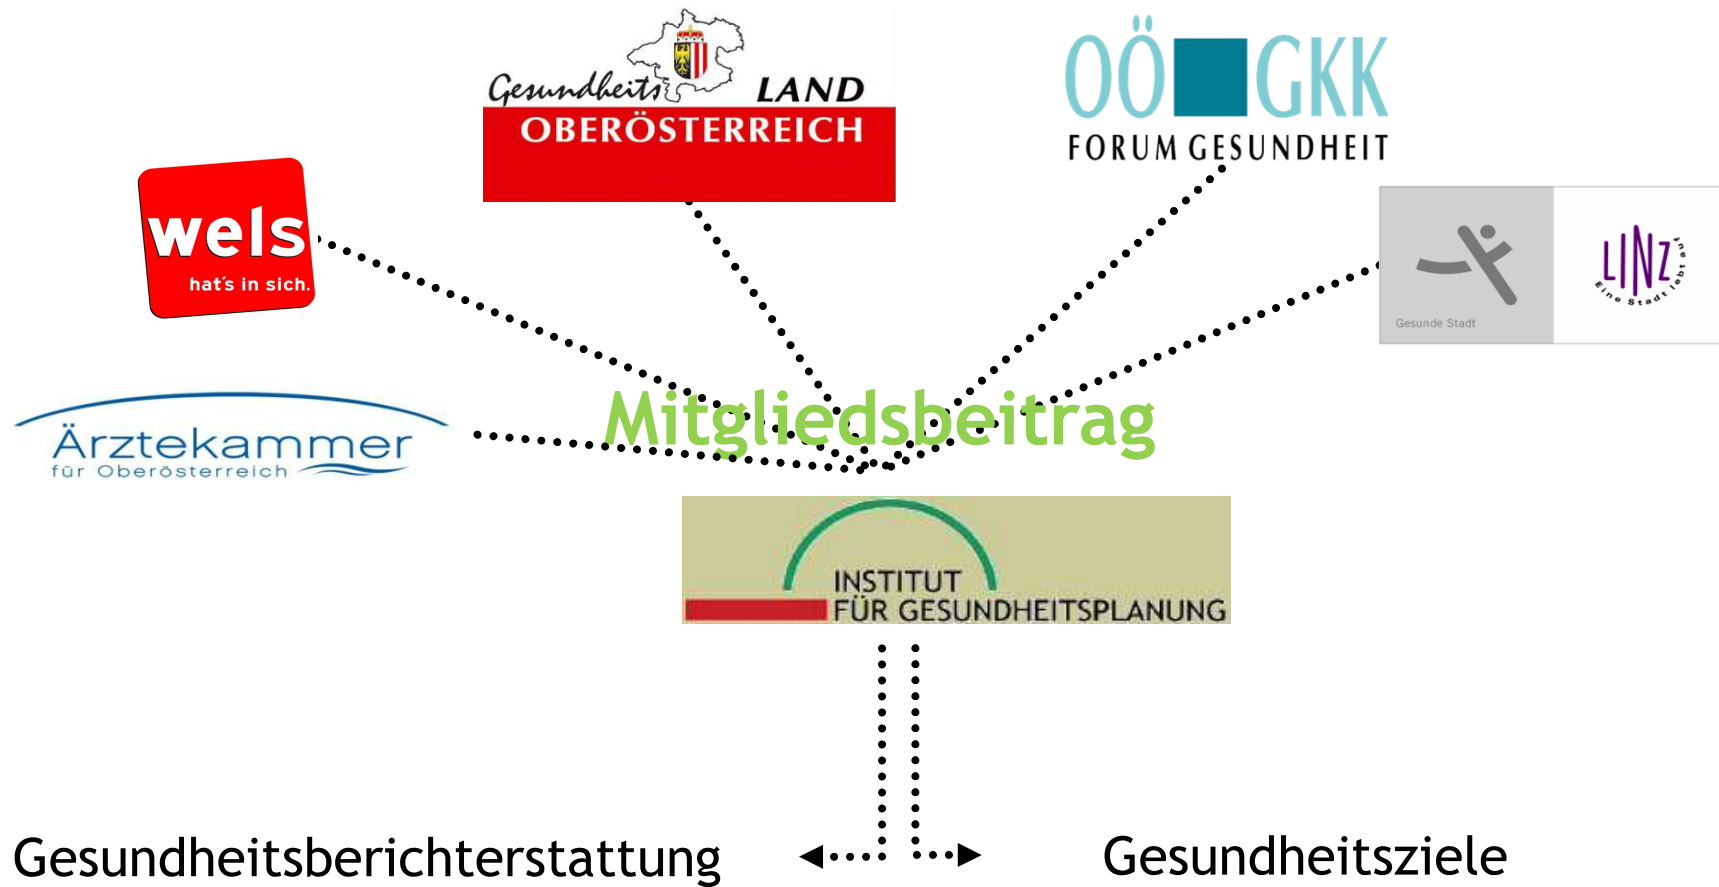 Gesundheits
LAND
OBERÖSTERREICH
OÖ GKK
FORUM GESUNDHEIT
wels
hat´s in sich.
Gesunde Stadt
LINZ
Eine Stadt lebt auf
Ärztekammer
für Oberösterreich
Mitgliedsbeitrag
INSTITUT
FÜR GESUNDHEITSPLANUNG
Gesundheitsberichterstattung
Gesundheitsziele